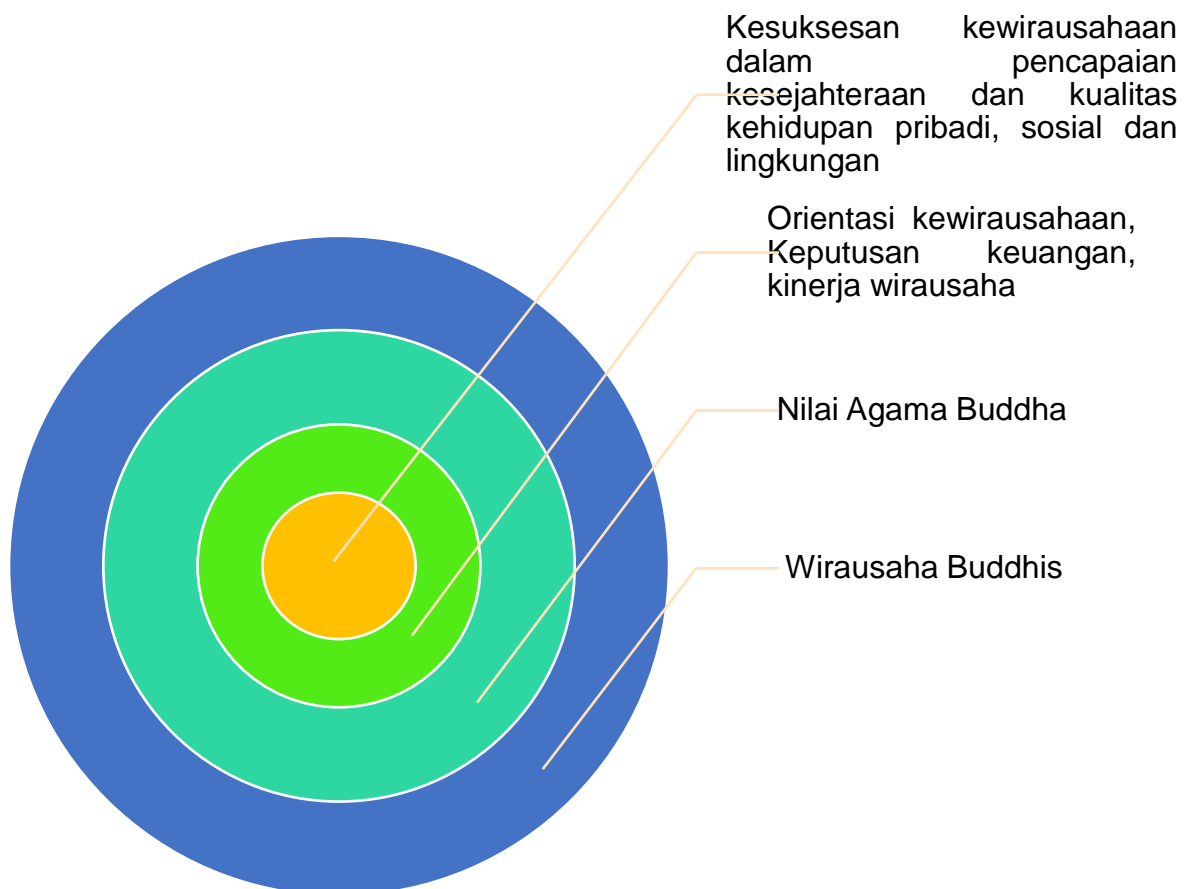 Kesuksesan kewirausahaan
dalam pencapaian
kesejahteraan dan kualitas
kehidupan pribadi, sosial dan
lingkungan
Orientasi kewirausahaan,
Keputusan keuangan,
kinerja wirausaha
Nilai Agama Buddha
Wirausaha Buddhis